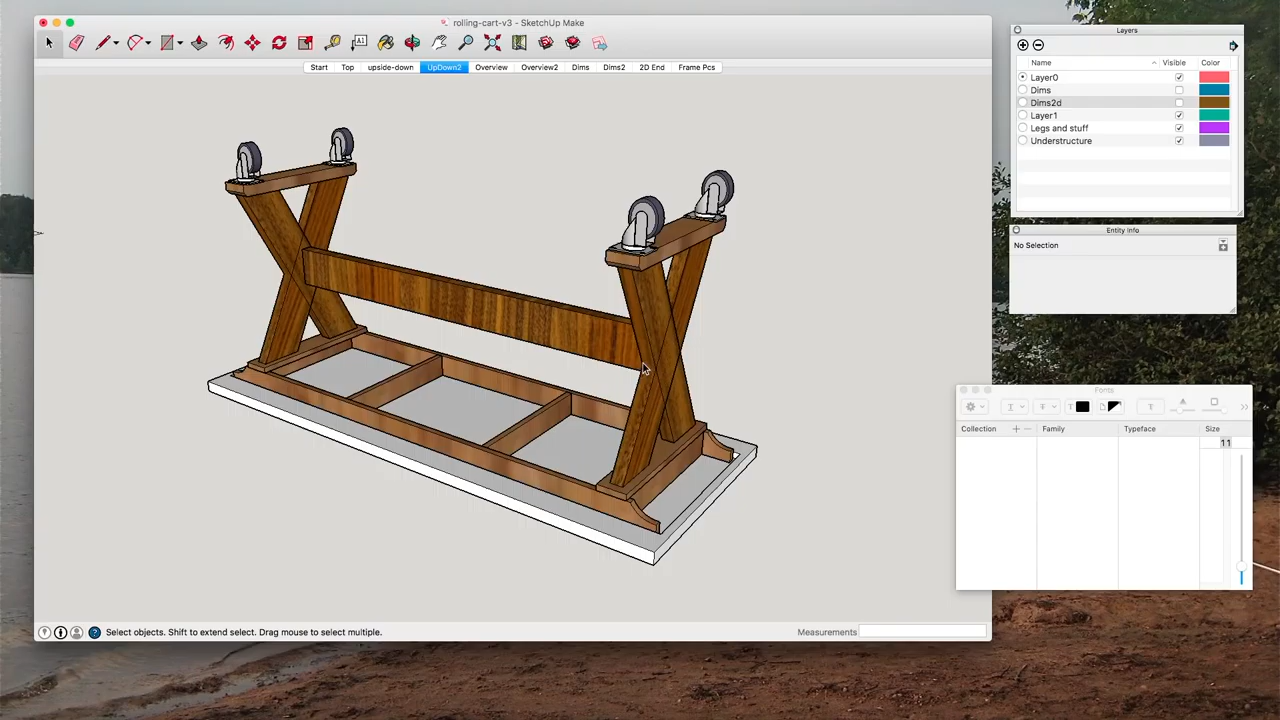 rolling-cart-v3 - SketchUp Make
A1
Start Top upside-down UpDown2 Overview Overview2 Dims Dims2 2D End Frame Pcs
Select objects. Shift to extend select. Drag mouse to select multiple.
Measurements
Layers
Name Visible Color
Layer0
Dims
Dims2d
Layer1
Legs and stuff
Understructure
Entity Info
No Selection
Fonts
Collection Family Typeface Size
11